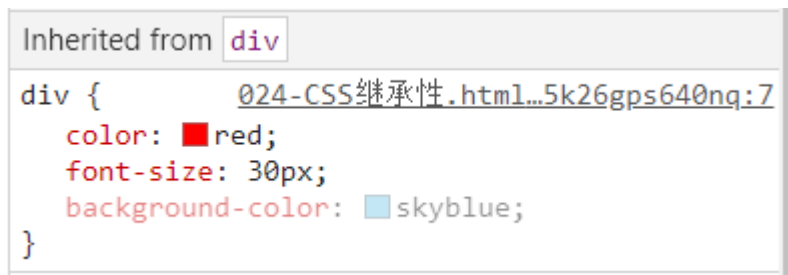 Inherited from div
div {
024-CSS继承性.html…5k26gps640nq:7
color: red;
font-size: 30px;
background-color: skyblue;
}